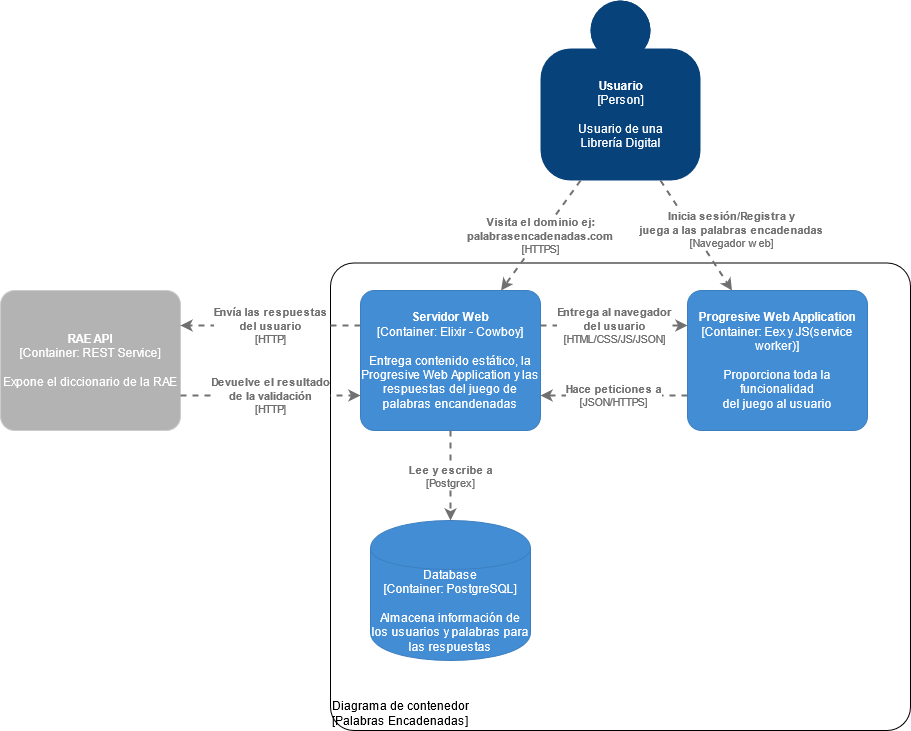 Usuario
[Person]
Usuario de una
Librería Digital
Visita el dominio ej:
palabrasencadenadas.com
[HTTPS]
Inicia sesión/Registra y
juega a las palabras encadenadas
[Navegador web]
RAE API
[Container: REST Service]
Expone el diccionario de la RAE
Envía las respuestas
del usuario
[HTTP]
Devuelve el resultado
de la validación
[HTTP]
Servidor Web
[Container: Elixir - Cowboy]
Entrega contenido estático, la
Progresive Web Application y las
respuestas del juego de
palabras encandenadas
Entrega al navegador
del usuario
[HTML/CSS/JS/JSON]
Hace peticiones a
[JSON/HTTPS]
Progresive Web Application
[Container: Eex y JS(service
worker)]
Proporciona toda la
funcionalidad
del juego al usuario
Lee y escribe a
[Postgrex]
Database
[Container: PostgreSQL]
Almacena información de
los usuarios y palabras para
las respuestas
Diagrama de contenedor
[Palabras Encadenadas]